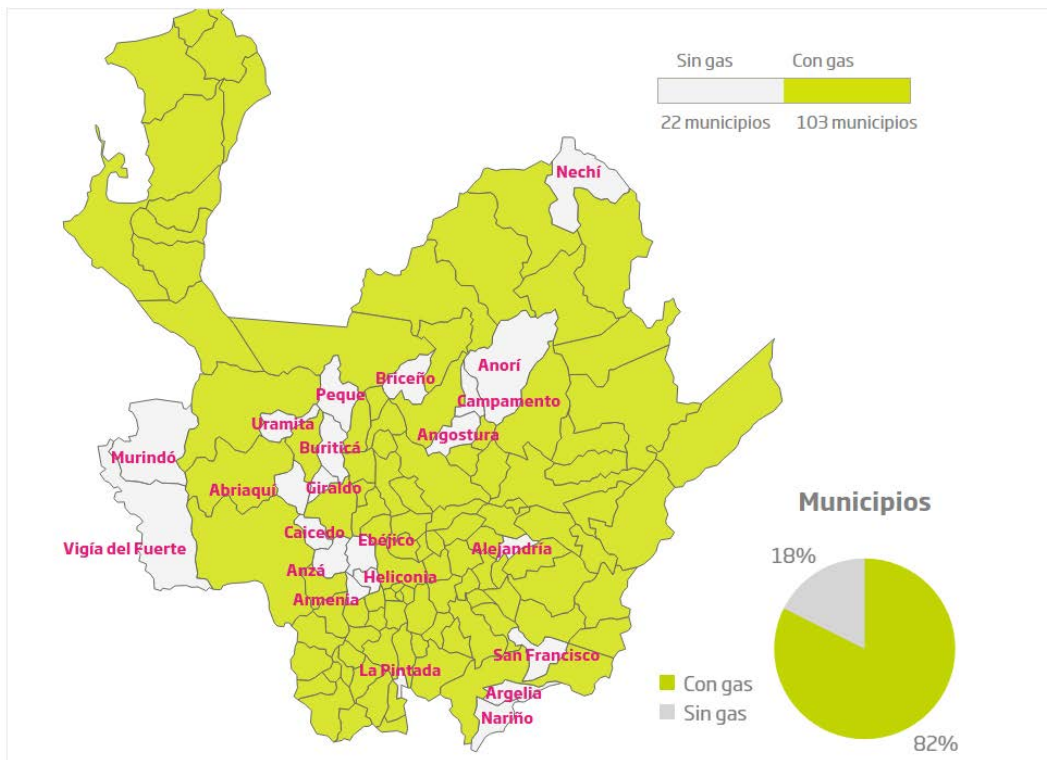 Sin gas
Con gas
22 municipios
103 municipios
Nechí
Anorí
Briceño
Peque
Campamento
Uramita
Angostura
Buriticá
Murindó
Abriaquí
Giraldo
Caicedo
Ebéjico
Vigía del Fuerte
Alejandría
Anzá
Heliconia
Armenia
San Francisco
La Pintada
Argelia
Nariño
Municipios
18%
Con gas
Sin gas
82%